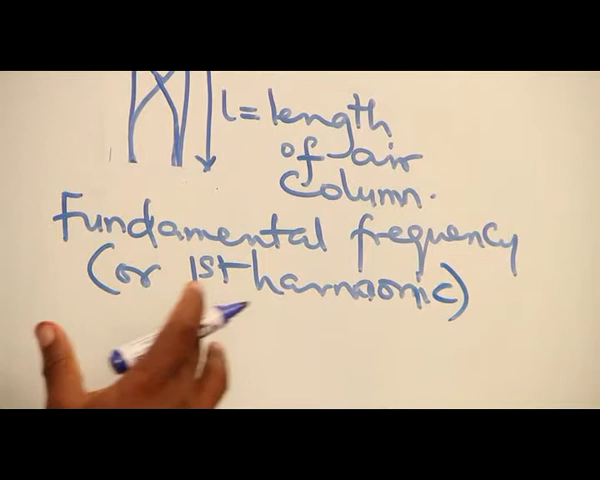 l = length
of air
column.
Fundamental frequency
(or 1st harmonic)